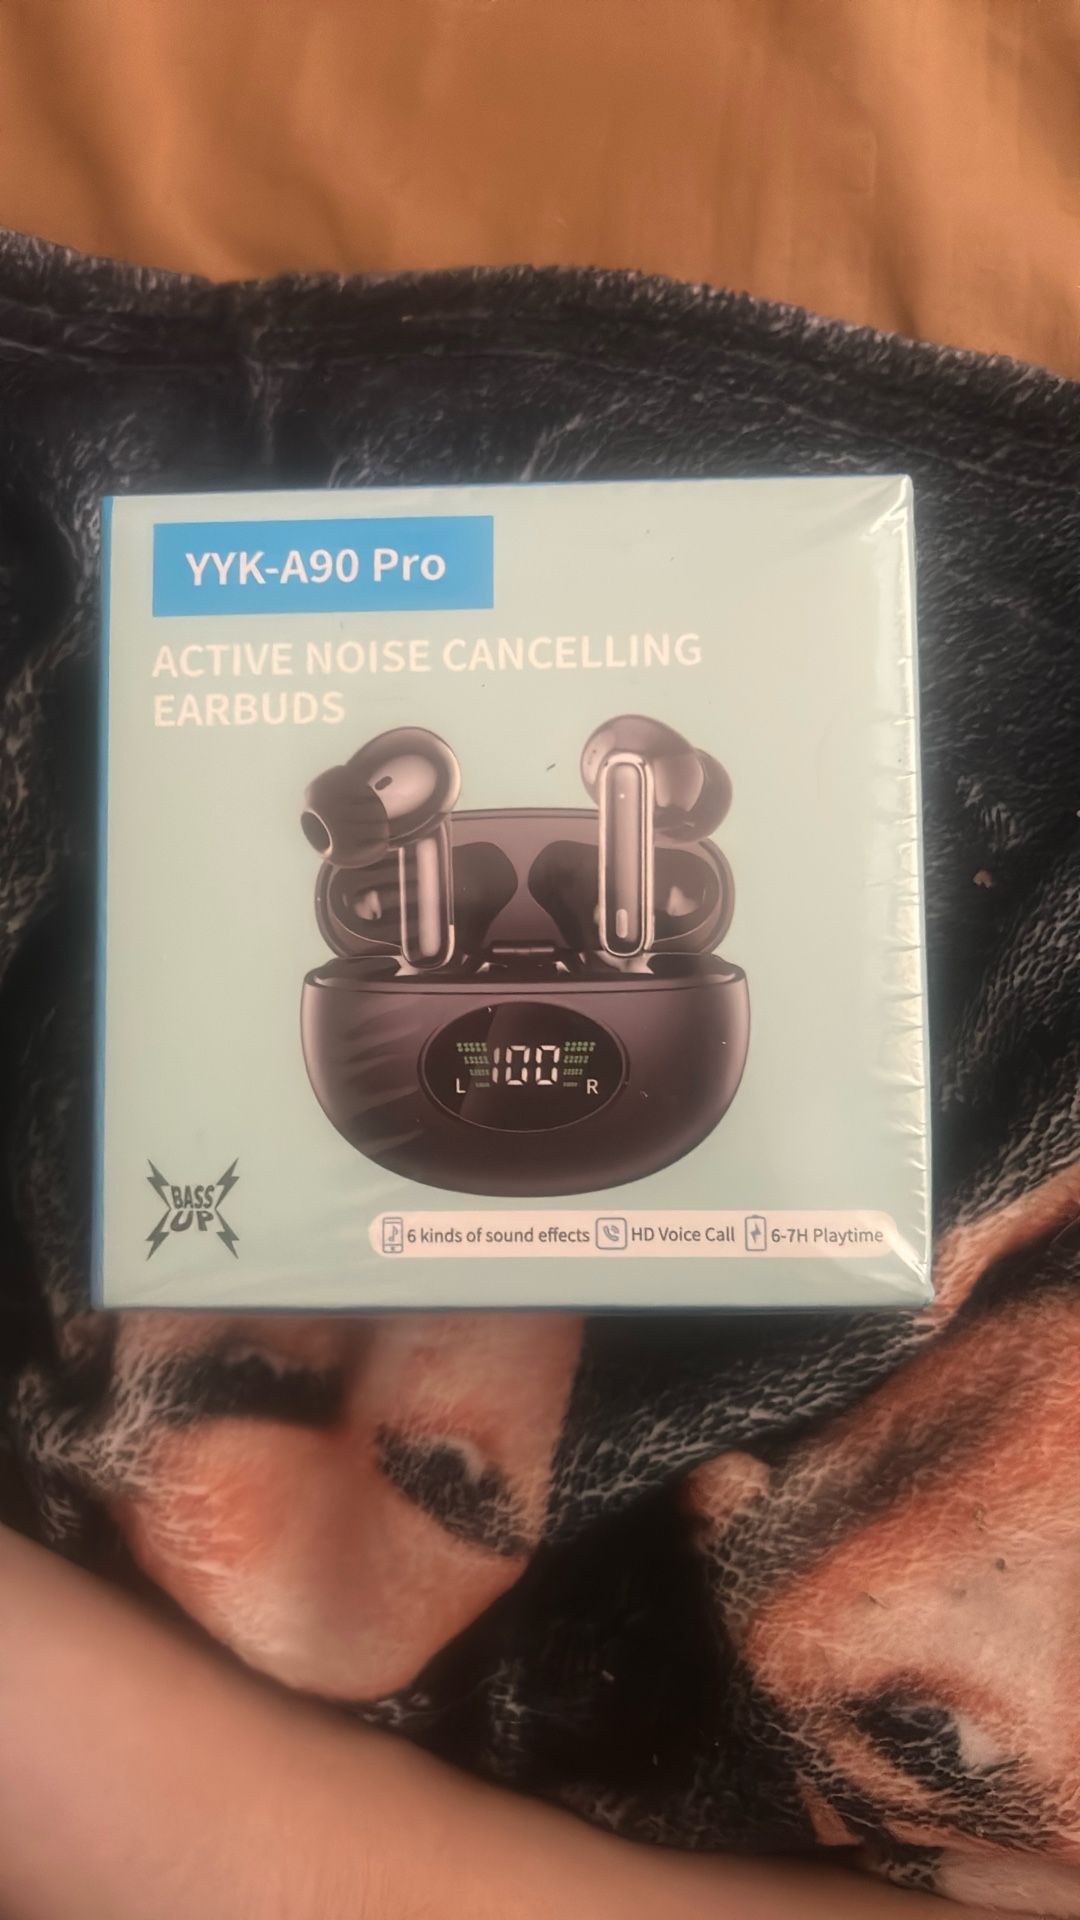 YYK-A90 Pro
ACTIVE NOISE CANCELLING
EARBUDS
100
L R
BASS
UP
6 kinds of sound effects HD Voice Call 6-7H Playtime